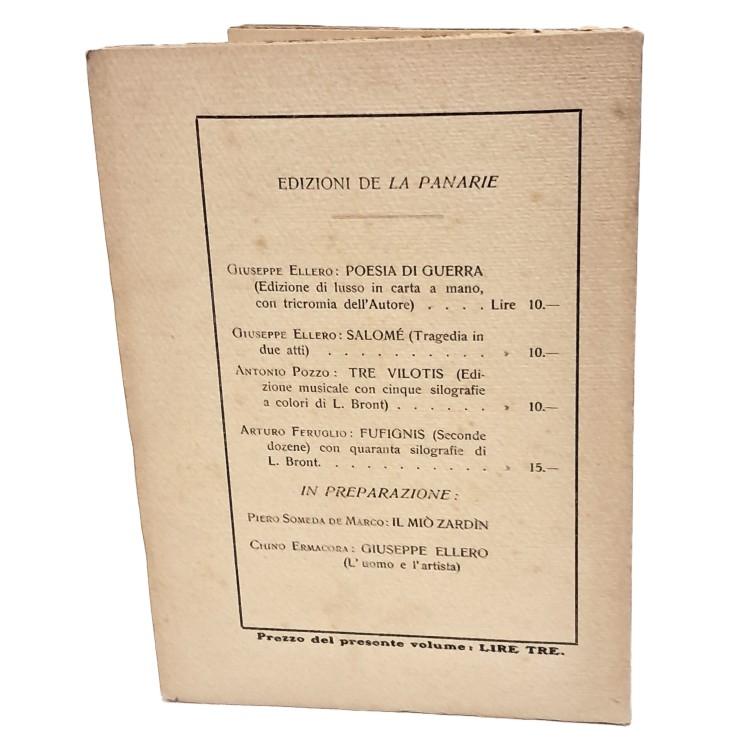 EDIZIONI DE LA PANARIE
GIUSEPPE ELLERO: POESIA DI GUERRA
(Edizione di lusso in carta a mano,
con tricromia dell'Autore) . . . . Lire 10.—
GIUSEPPE ELLERO: SALOMÉ (Tragedia in
due atti) . . . . . . . . . . . » 10.—
ANTONIO POZZO: TRE VILOTIS (Edi-
zione musicale con cinque silografie
a colori di L. Bront) . . . . . . » 10.—
ARTURO FERUGLIO: FUFIGNIS (Seconde
dozene) con quaranta silografie di
L. Bront. . . . . . . . . . . . » 15.—
IN PREPARAZIONE:
PIERO SOMEDA DE MARCO: IL MIÒ ZARDÌN
CHINO ERMACORA: GIUSEPPE ELLERO
(L'uomo e l'artista)
Prezzo del presente volume: LIRE TRE.